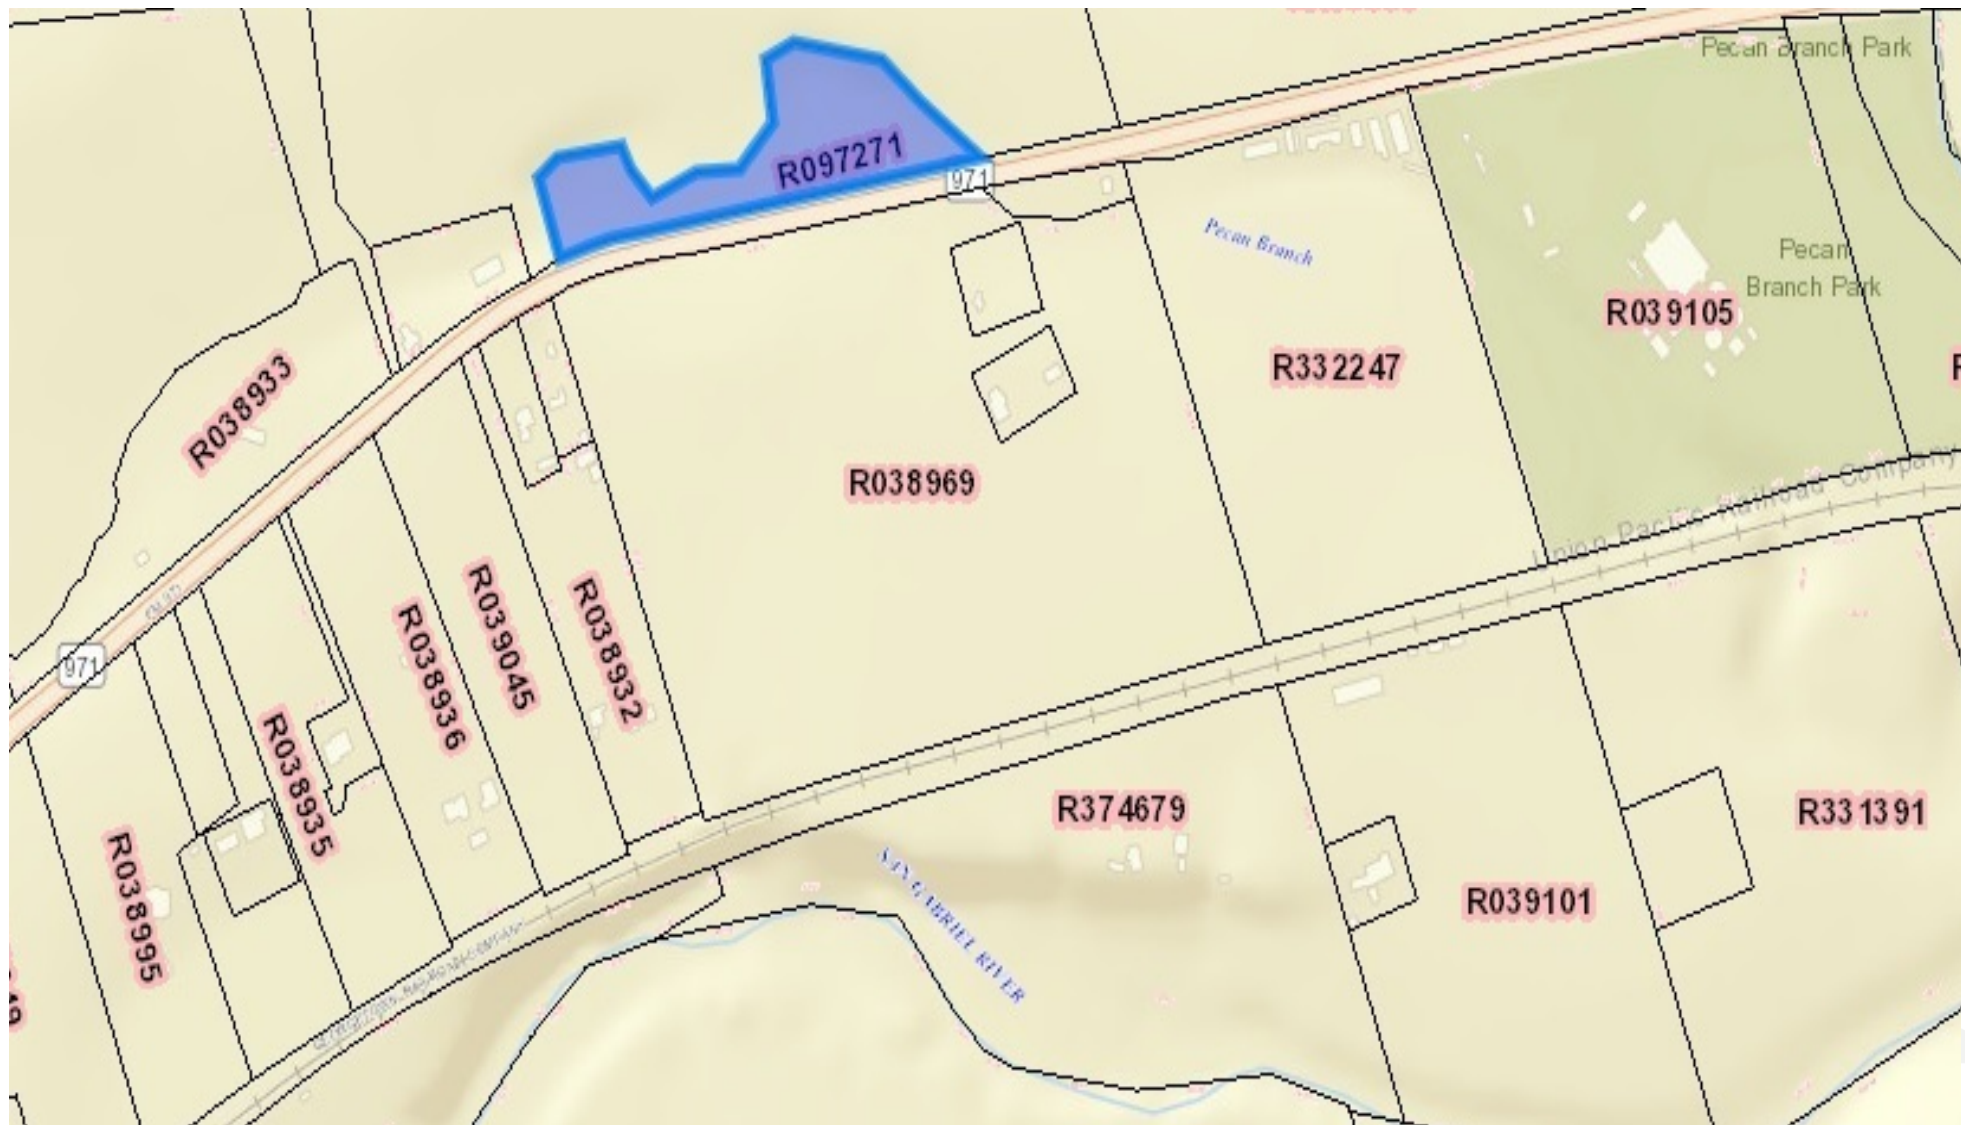 Pecan Branch Park
R097271
971
Pecan Branch
Pecan
Branch Park
R039105
R038933
R332247
R038969
Union Pacific Railroad Company
R039045
R038932
R038936
971
R038935
R374679
R331391
R038995
SAN GABRIEL RIVER
R039101